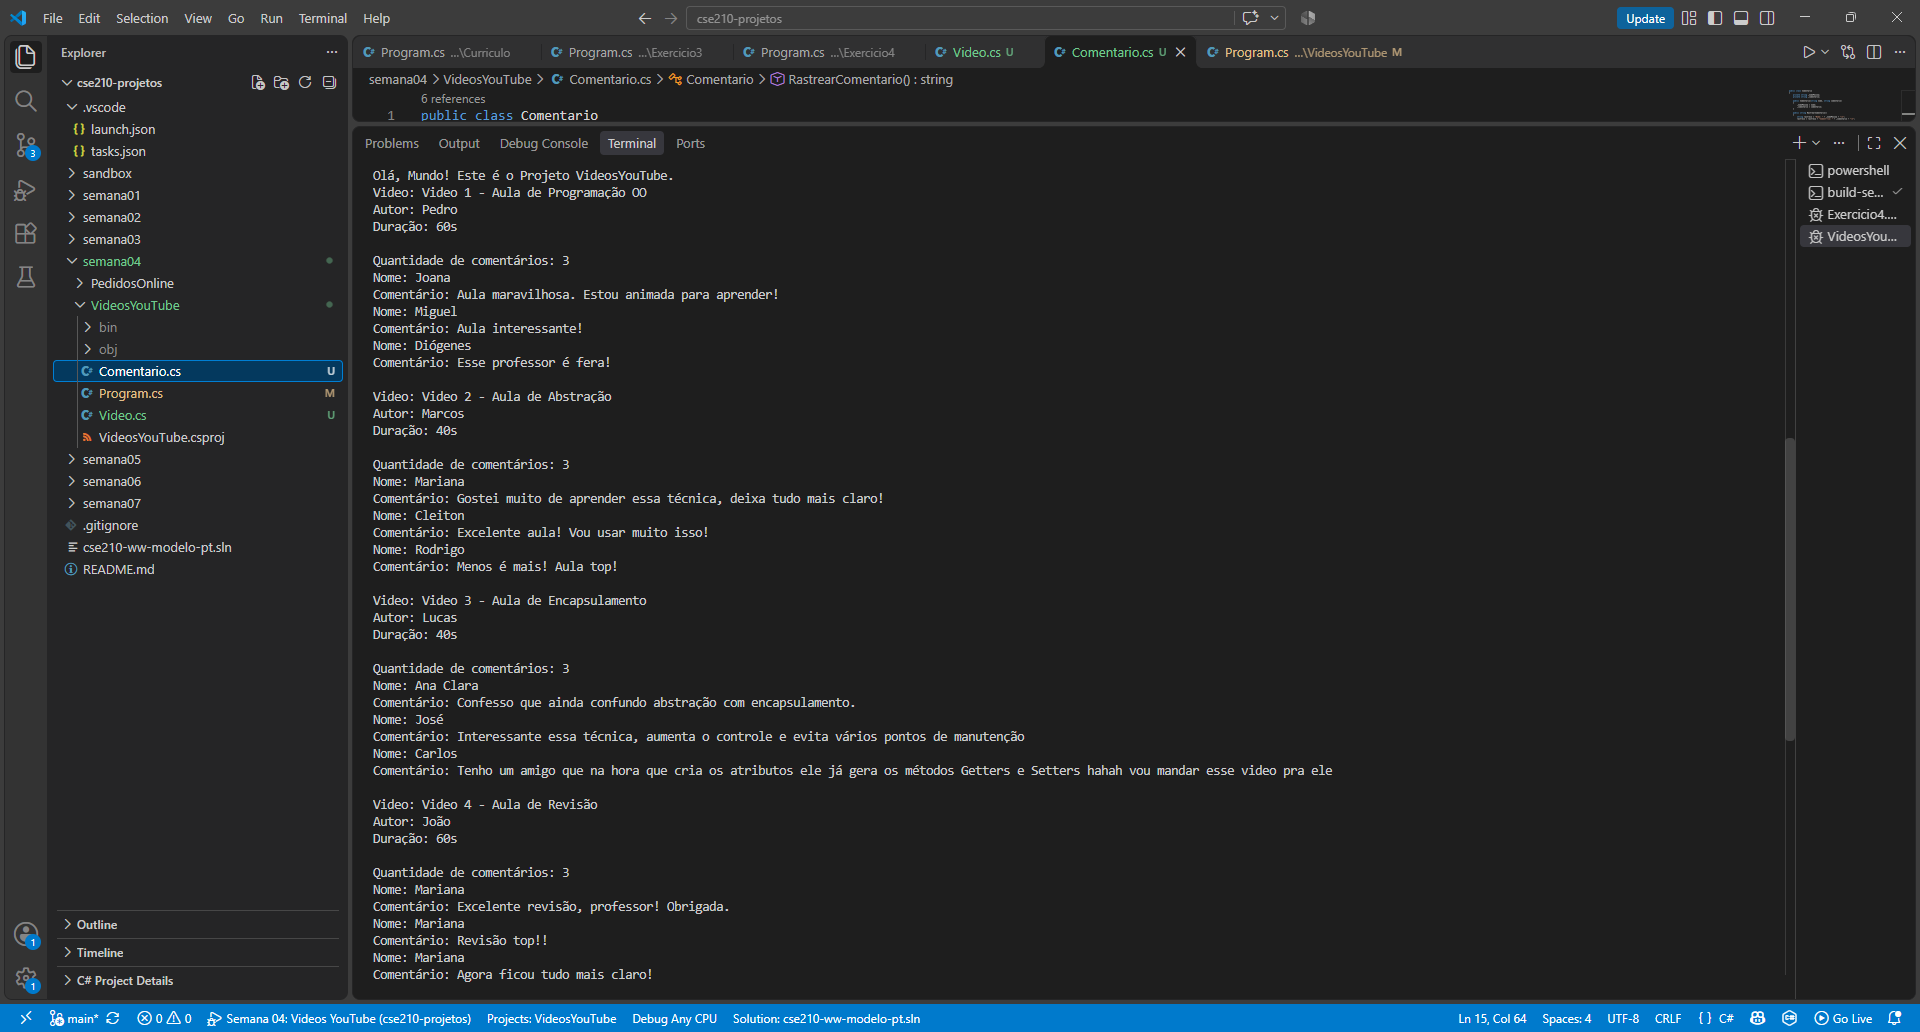 File Edit Selection View Go Run Terminal Help
cse210-projetos
Update
Explorer
cse210-projetos
.vscode
launch.json
tasks.json
sandbox
semana01
semana02
semana03
semana04
PedidosOnline
VideosYouTube
bin
obj
Comentario.cs U
Program.cs M
Video.cs U
VideosYouTube.csproj
semana05
semana06
semana07
.gitignore
cse210-ww-modelo-pt.sln
README.md
Outline
Timeline
C# Project Details
3
1
1
Program.cs ...\Curriculo
Program.cs ...\Exercicio3
Program.cs ...\Exercicio4
Video.cs U
Comentario.cs U
Program.cs ...\VideosYouTube M
semana04 > VideosYouTube > Comentario.cs > Comentario > RastrearComentario() : string
6 references
1 public class Comentario
Problems Output Debug Console Terminal Ports
Olá, Mundo! Este é o Projeto VideosYouTube.
Video: Video 1 - Aula de Programação OO
Autor: Pedro
Duração: 60s
Quantidade de comentários: 3
Nome: Joana
Comentário: Aula maravilhosa. Estou animada para aprender!
Nome: Miguel
Comentário: Aula interessante!
Nome: Diógenes
Comentário: Esse professor é fera!
Video: Video 2 - Aula de Abstração
Autor: Marcos
Duração: 40s
Quantidade de comentários: 3
Nome: Mariana
Comentário: Gostei muito de aprender essa técnica, deixa tudo mais claro!
Nome: Cleiton
Comentário: Excelente aula! Vou usar muito isso!
Nome: Rodrigo
Comentário: Menos é mais! Aula top!
Video: Video 3 - Aula de Encapsulamento
Autor: Lucas
Duração: 40s
Quantidade de comentários: 3
Nome: Ana Clara
Comentário: Confesso que ainda confundo abstração com encapsulamento.
Nome: José
Comentário: Interessante essa técnica, aumenta o controle e evita vários pontos de manutenção
Nome: Carlos
Comentário: Tenho um amigo que na hora que cria os atributos ele já gera os métodos Getters e Setters hahah vou mandar esse video pra ele
Video: Video 4 - Aula de Revisão
Autor: João
Duração: 60s
Quantidade de comentários: 3
Nome: Mariana
Comentário: Excelente revisão, professor! Obrigada.
Nome: Mariana
Comentário: Revisão top!!
Nome: Mariana
Comentário: Agora ficou tudo mais claro!
powershell
build-se...
Exercicio4....
VideosYou...
main* 0 0 Semana 04: Videos YouTube (cse210-projetos) Projects: VideosYouTube Debug Any CPU Solution: cse210-ww-modelo-pt.sln Ln 15, Col 64 Spaces: 4 UTF-8 CRLF { } C# Go Live